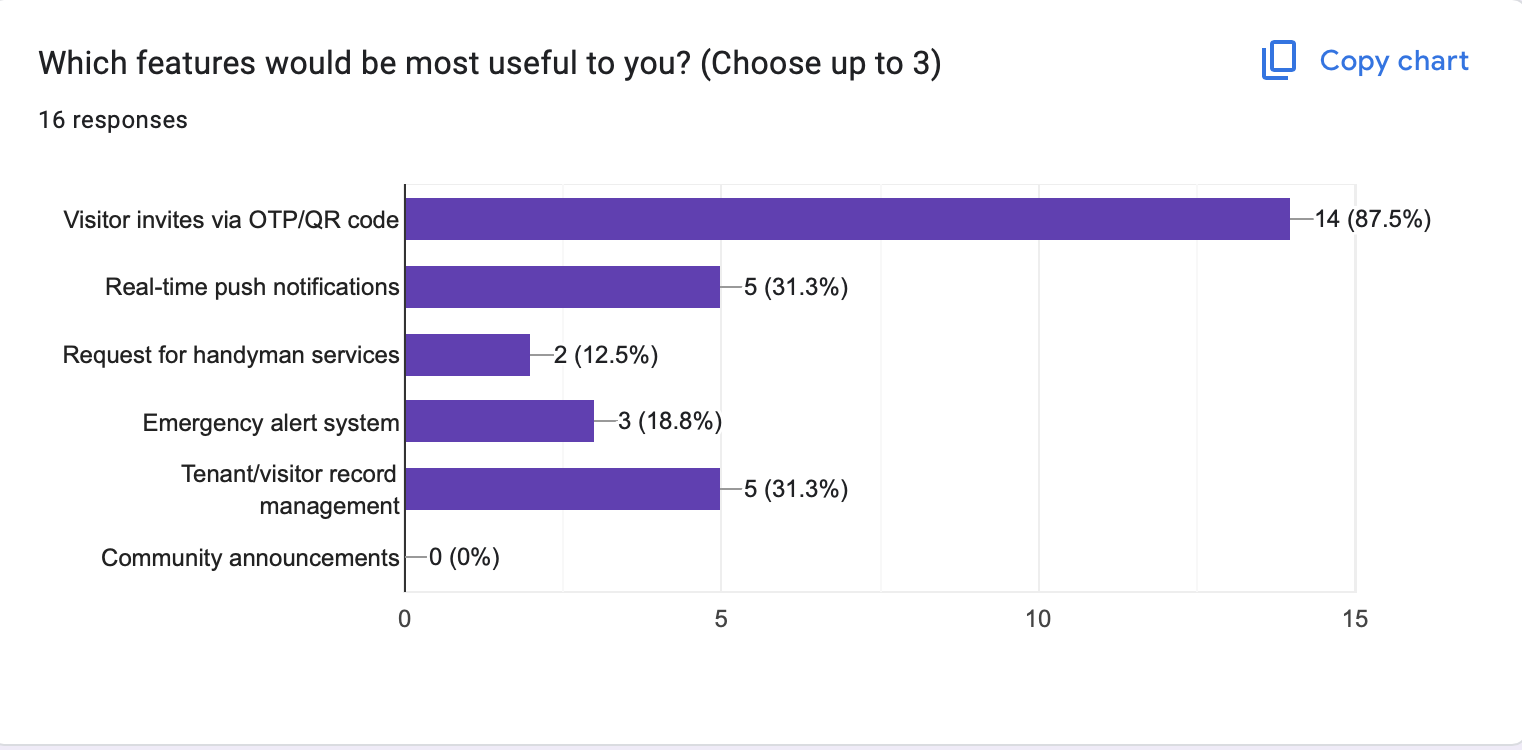 Which features would be most useful to you? (Choose up to 3)
Copy chart
16 responses
Visitor invites via OTP/QR code
14 (87.5%)
Real-time push notifications
5 (31.3%)
Request for handyman services
2 (12.5%)
Emergency alert system
3 (18.8%)
Tenant/visitor record
management
5 (31.3%)
Community announcements
0 (0%)
0
5
10
15